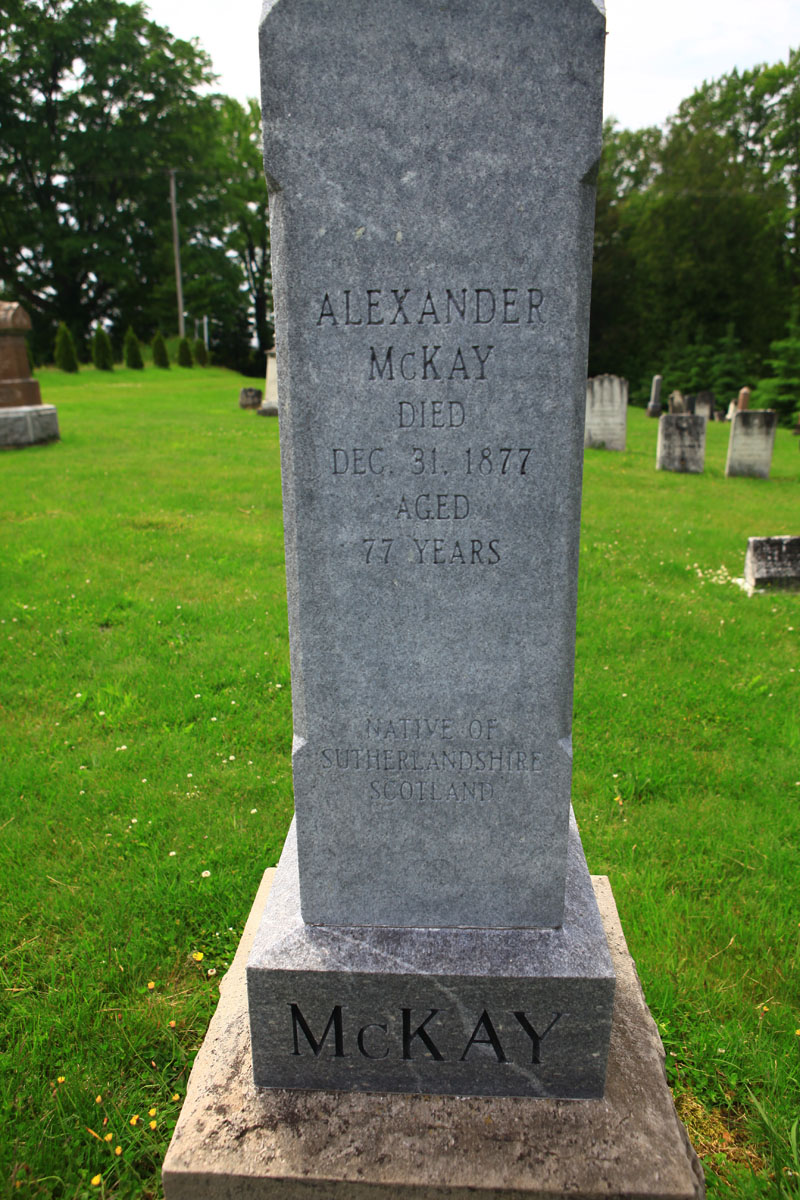 ALEXANDER
McKAY
DIED
DEC. 31. 1877
AGED
77 YEARS
NATIVE OF
SUTHERLANDSHIRE
SCOTLAND
McKAY